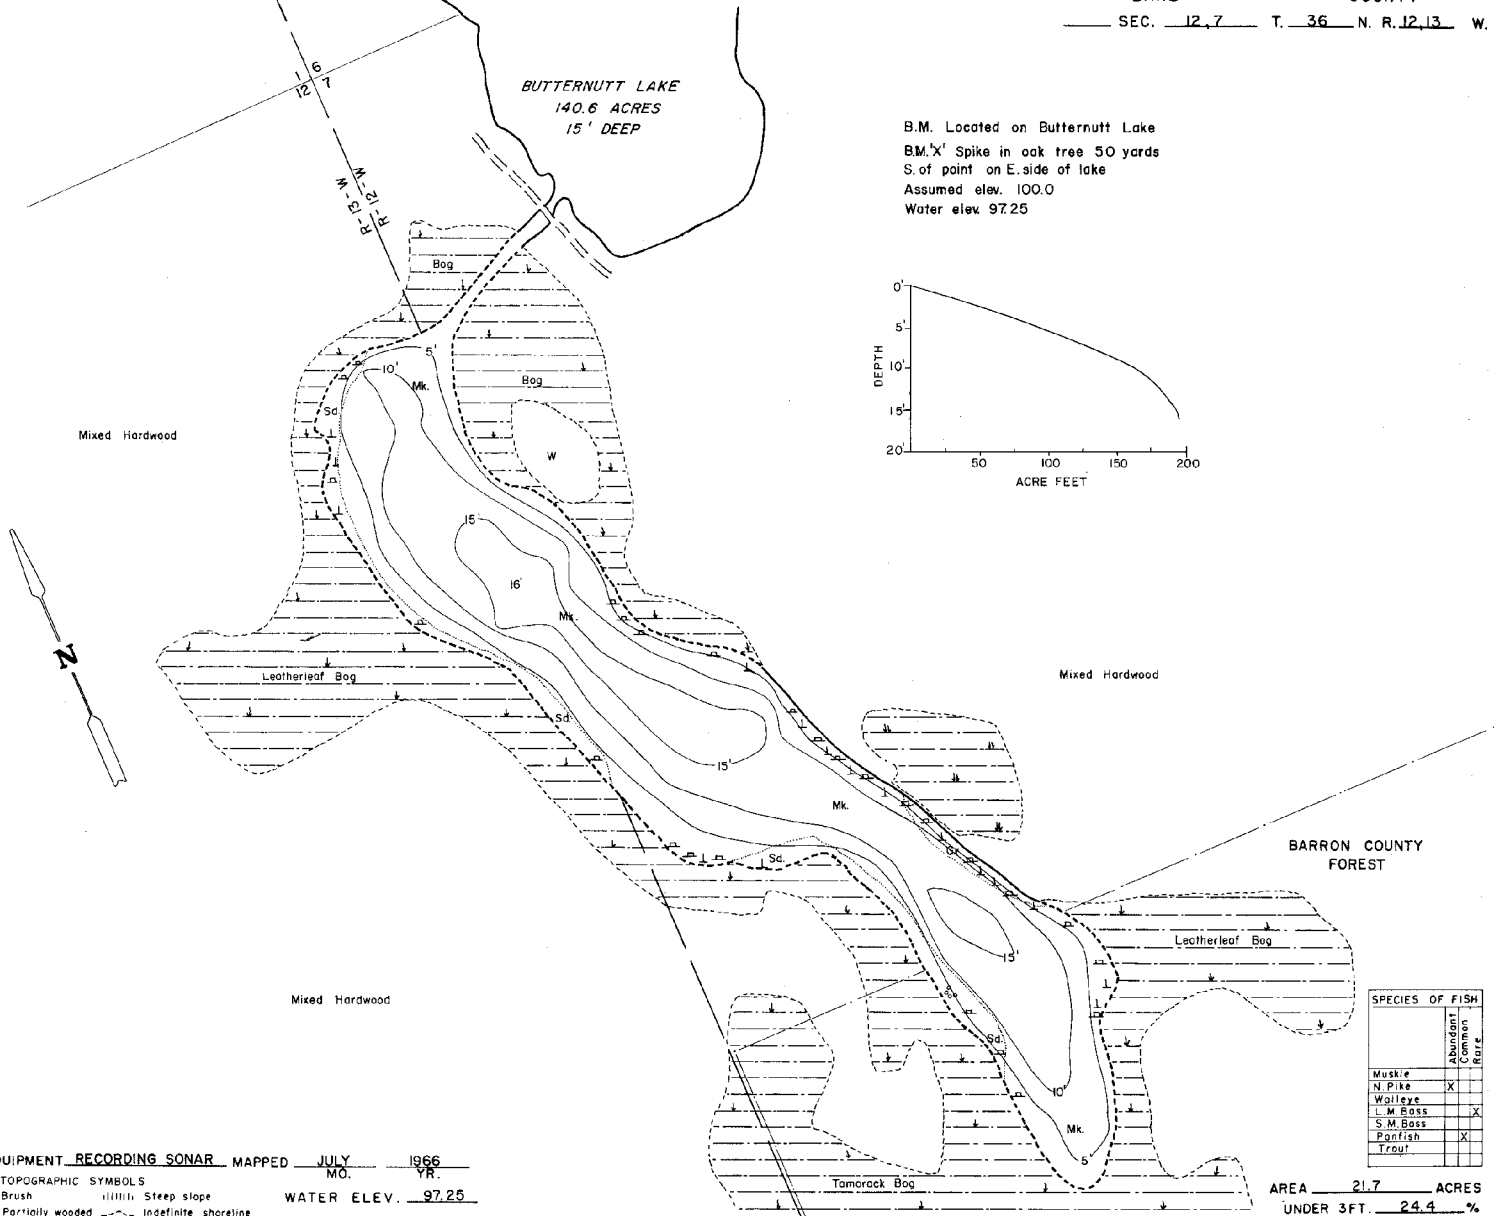 SEC. 12,7 T. 36 N. R. 12,13 W.
1 6
12 7
BUTTERNUTT LAKE
140.6 ACRES
15' DEEP
R-13-W
R-12-W
B.M. Located on Butternutt Lake
B.M.'X' Spike in oak tree 50 yards
S. of point on E. side of lake
Assumed elev. 100.0
Water elev. 97.25
0'
5'
10'
15'
20'
DEPTH
50 100 150 200
ACRE FEET
Bog
5'
10'
Mk.
Bog
Sd.
Mixed Hardwood
W
15'
16'
Mk.
N
Leatherleaf Bog
Mixed Hardwood
Sd.
15'
Mk.
Gr.
Sd.
BARRON COUNTY
FOREST
Leatherleaf Bog
15'
Mixed Hardwood
Sd.
10'
Mk.
5'
Tamarack Bog
SPECIES OF FISH
Abundant
Common
Rare
Muskie
N. Pike X
Walleye
L.M. Bass X
S.M. Bass
Panfish X
Trout
UIPMENT RECORDING SONAR MAPPED JULY 1966
MO. YR.
TOPOGRAPHIC SYMBOLS
Brush Steep slope
WATER ELEV. 97.25
Partially wooded Indefinite shoreline
AREA 21.7 ACRES
UNDER 3FT. 24.4 %